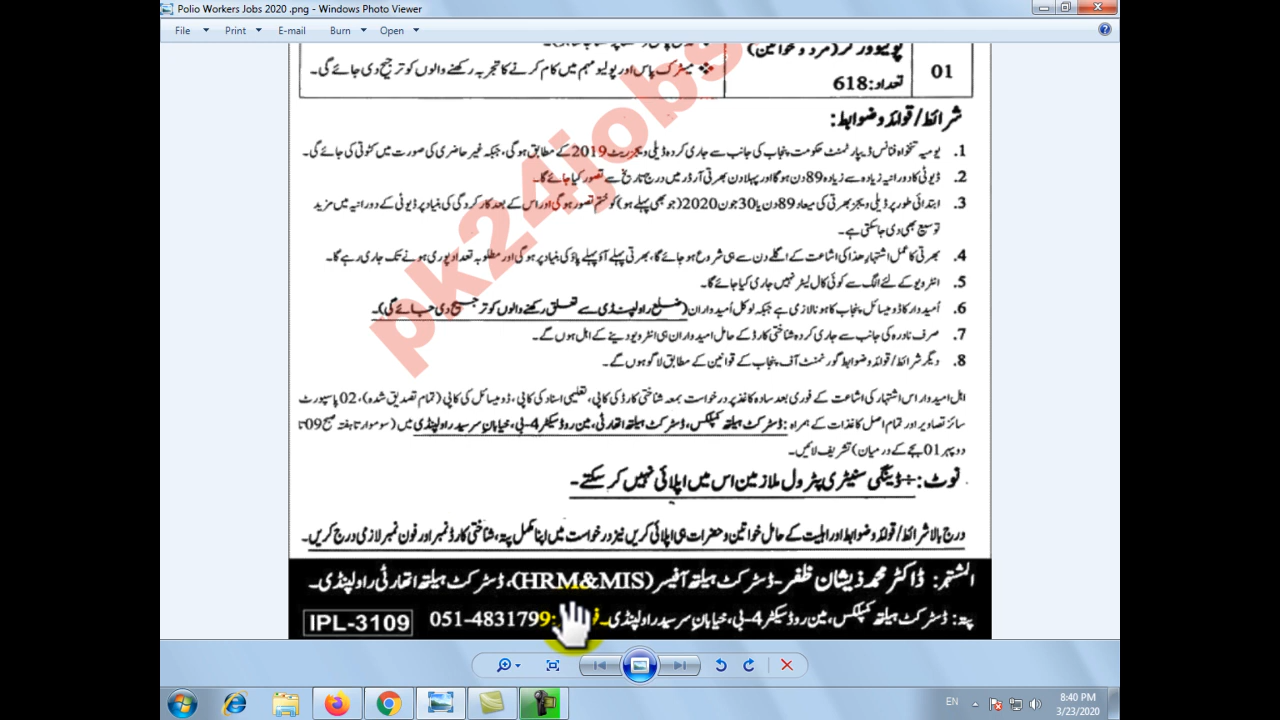 Polio Workers Jobs 2020 .png - Windows Photo Viewer
File Print E-mail Burn Open
01
پولیو ورکر (مرد و خواتین)
تعداد: 618
❖ میٹرک پاس اور پولیو مہم میں کام کرنے کا تجربہ رکھنے والوں کو ترجیح دی جائے گی۔
شرائط/قوائد و ضوابط:
1. یومیہ تنخواہ فنانس ڈیپارٹمنٹ حکومت پنجاب کی جانب سے جاری کردہ ڈیلی ویجز ریٹ 2019 کے مطابق ہوگی، جبکہ غیر حاضری کی صورت میں کٹوتی کی جائے گی۔
2. ڈیوٹی کا دورانیہ زیادہ سے زیادہ 89 دن ہوگا اور پہلا دن بھرتی آرڈر میں درج تاریخ سے تصور کیا جائے گا۔
3. ابتدائی طور پر ڈیلی ویجز بھرتی کی میعاد 89 دن یا 30 جون 2020 (جو بھی پہلے ہو) کو ختم تصور ہوگی اور اس کے بعد کارکردگی کی بنیاد پر ڈیوٹی کے دورانیہ میں مزید
توسیع بھی دی جاسکتی ہے۔
4. بھرتی کا عمل اشتہار ھذا کی اشاعت کے اگلے دن سے ہی شروع ہو جائے گا، بھرتی پہلے آؤ پہلے پاؤ کی بنیاد پر ہوگی اور مطلوبہ تعداد پوری ہونے تک جاری رہے گا۔
5. انٹرویو کے لئے الگ سے کوئی کال لیٹر نہیں جاری کیا جائے گا۔
6. اُمیدوار کا ڈومیسائل پنجاب کا ہونا لازمی ہے جبکہ لوکل اُمیدواران (ضلع راولپنڈی سے تعلق رکھنے والوں کو ترجیح دی جائے گی)۔
7. صرف نادرہ کی جانب سے جاری کردہ شناختی کارڈ کے حامل امیدواران ہی انٹرویو دینے کے اہل ہوں گے۔
8. دیگر شرائط/قوائد و ضوابط گورنمنٹ آف پنجاب کے قوانین کے مطابق لاگو ہوں گے۔
اہل امیدوار اس اشتہار کی اشاعت کے فوری بعد سادہ کاغذ پر درخواست بمعہ شناختی کارڈ کی کاپی، تعلیمی اسناد کی کاپی، ڈومیسائل کی کاپی (تمام تصدیق شدہ)، 02 پاسپورٹ
سائز تصاویر اور تمام اصل کاغذات کے ہمراہ: ڈسٹرکٹ ہیلتھ کمپلکس، ڈسٹرکٹ ہیلتھ اتھارٹی، مین روڈ سیکٹر 4-بی، خیابانِ سرسید راولپنڈی میں (سوموار تا ہفتہ صبح 09 تا
دوپہر 01 بجے کے درمیان) تشریف لائیں۔
نوٹ: ÷ ڈینگی سنیٹری پٹرول ملازمین اس میں اپلائی نہیں کرسکتے۔
درج بالا شرائط/قوائد و ضوابط اور اہلیت کے حامل خواتین و حضرات ہی اپلائی کریں نیز درخواست میں اپنا مکمل پتہ، شناختی کارڈ نمبر اور فون نمبر لازمی درج کریں۔
المشتہر: ڈاکٹر محمد ذیشان ظفر - ڈسٹرکٹ ہیلتھ آفیسر (HRM&MIS)، ڈسٹرکٹ ہیلتھ اتھارٹی راولپنڈی۔
پتہ: ڈسٹرکٹ ہیلتھ کمپلکس، مین روڈ سیکٹر 4-بی، خیابانِ سرسید راولپنڈی۔ : 051-4831799
IPL-3109
pk24jobs
EN
8:40 PM
3/23/2020